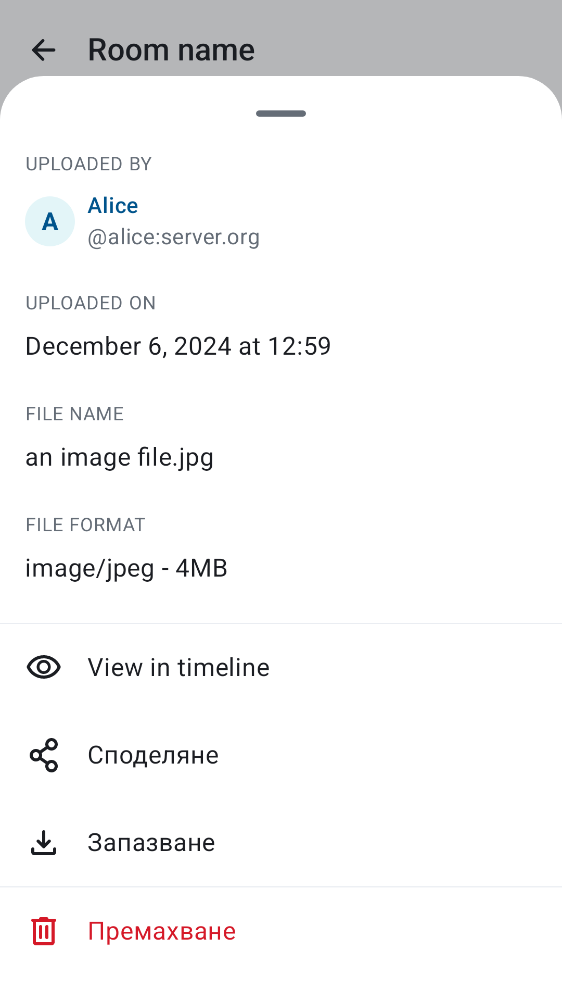 Room name
UPLOADED BY
A
Alice
@alice:server.org
UPLOADED ON
December 6, 2024 at 12:59
FILE NAME
an image file.jpg
FILE FORMAT
image/jpeg - 4MB
View in timeline
Споделяне
Запазване
Премахване